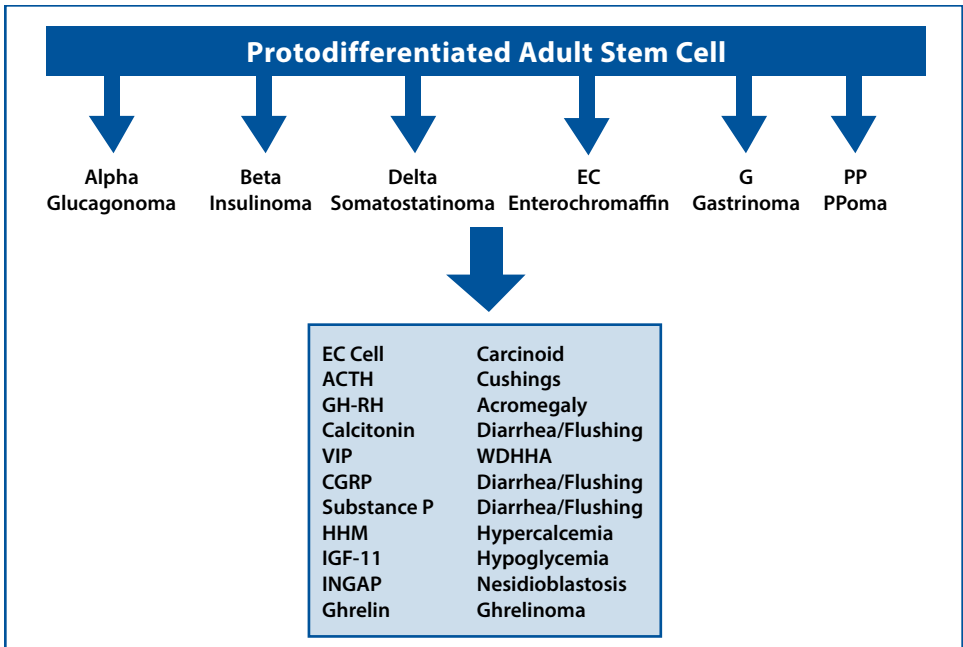 Protodifferentiated Adult Stem Cell
Alpha Beta Delta EC G PP
Glucagonoma Insulinoma Somatostatinoma Enterochromaffin Gastrinoma PPoma
EC Cell Carcinoid
ACTH Cushings
GH-RH Acromegaly
Calcitonin Diarrhea/Flushing
VIP WDHHA
CGRP Diarrhea/Flushing
Substance P Diarrhea/Flushing
HHM Hypercalcemia
IGF-11 Hypoglycemia
INGAP Nesidioblastosis
Ghrelin Ghrelinoma